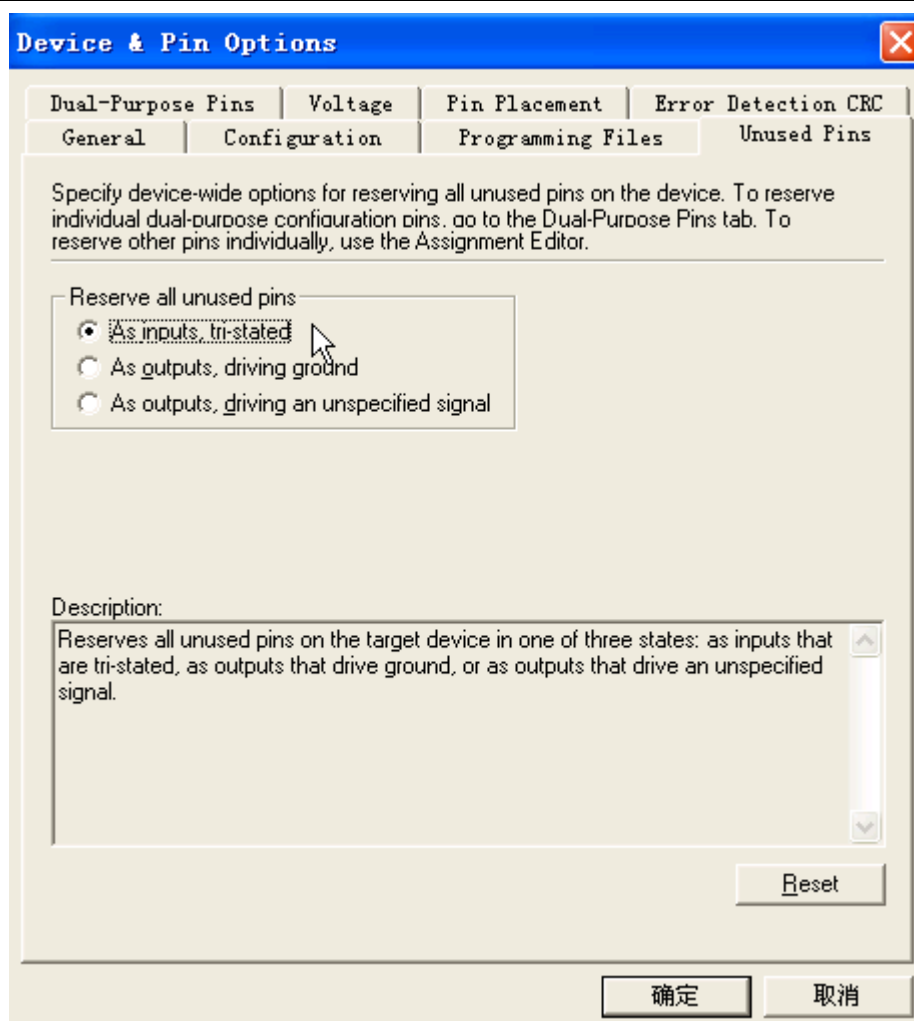 Device & Pin Options
Dual-Purpose Pins Voltage Pin Placement Error Detection CRC
General Configuration Programming Files Unused Pins
Specify device-wide options for reserving all unused pins on the device. To reserve
individual dual-purpose configuration pins, go to the Dual-Purpose Pins tab. To
reserve other pins individually, use the Assignment Editor.
Reserve all unused pins
As inputs, tri-stated
As outputs, driving ground
As outputs, driving an unspecified signal
Description:
Reserves all unused pins on the target device in one of three states: as inputs that
are tri-stated, as outputs that drive ground, or as outputs that drive an unspecified
signal.
Reset
确定 取消